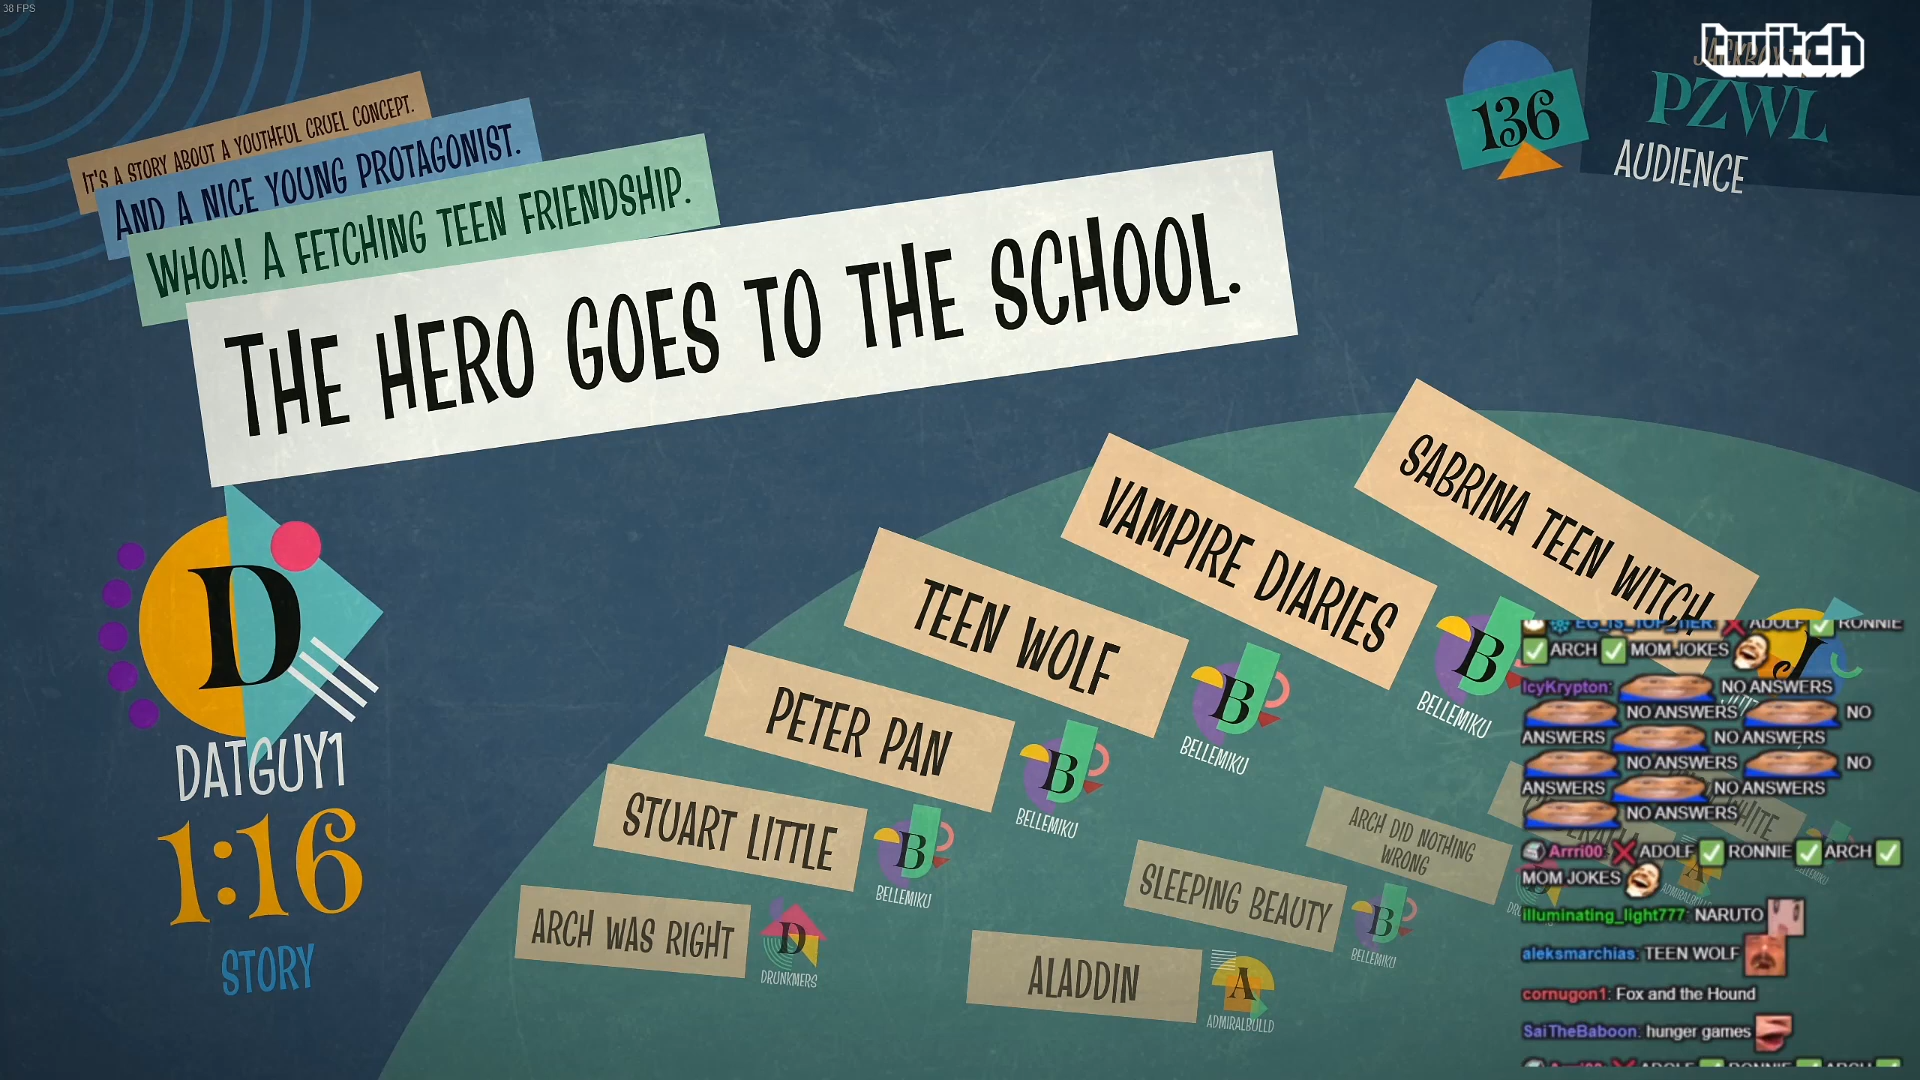 38 FPS
twitch
136
PZWL
AUDIENCE
IT'S A STORY ABOUT A YOUTHFUL CRUEL CONCEPT.
AND A NICE YOUNG PROTAGONIST.
WHOA! A FETCHING TEEN FRIENDSHIP.
THE HERO GOES TO THE SCHOOL.
D
DATGUY1
1:16
STORY
SABRINA TEEN WITCH
VAMPIRE DIARIES
B
BELLEMIKU
TEEN WOLF
B
BELLEMIKU
PETER PAN
B
BELLEMIKU
STUART LITTLE
B
BELLEMIKU
ARCH WAS RIGHT
D
DRUNKMERS
ARCH DID NOTHING
WRONG
SLEEPING BEAUTY
B
BELLEMIKU
ALADDIN
A
ADMIRALBULLD
EG_IS_TOP_TIER: ❌ ADOLF ✅ RONNIE
✅ ARCH ✅ MOM JOKES
IcyKrypton: NO ANSWERS
NO ANSWERS NO
ANSWERS NO ANSWERS
NO ANSWERS NO
ANSWERS NO ANSWERS
NO ANSWERS
Arrri00: ❌ ADOLF ✅ RONNIE ✅ ARCH ✅
MOM JOKES
illuminating_light777: NARUTO
aleksmarchias: TEEN WOLF
cornugon1: Fox and the Hound
SaiTheBaboon: hunger games